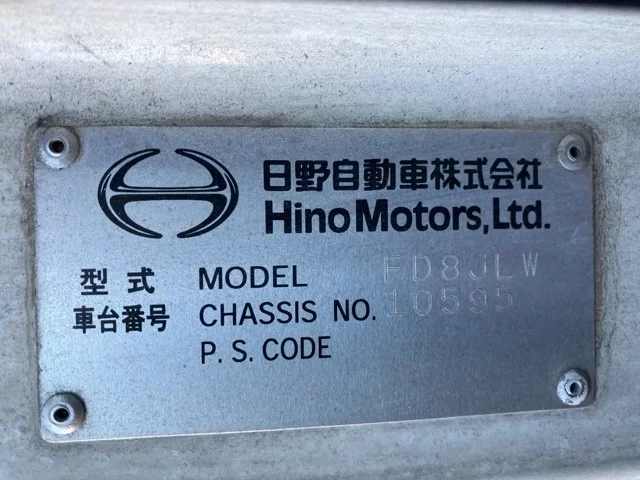 日野自動車株式会社
Hino Motors, Ltd.
型式 MODEL FD8JLW
車台番号 CHASSIS NO. 10595
P. S. CODE